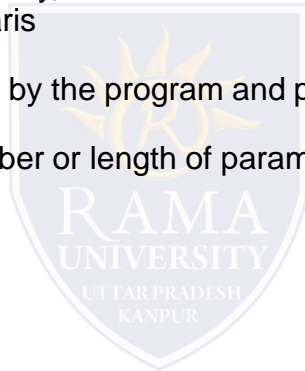 aris
by the program and p
ber or length of param
RAMA
UNIVERSITY
UTTAR PRADESH
KANPUR